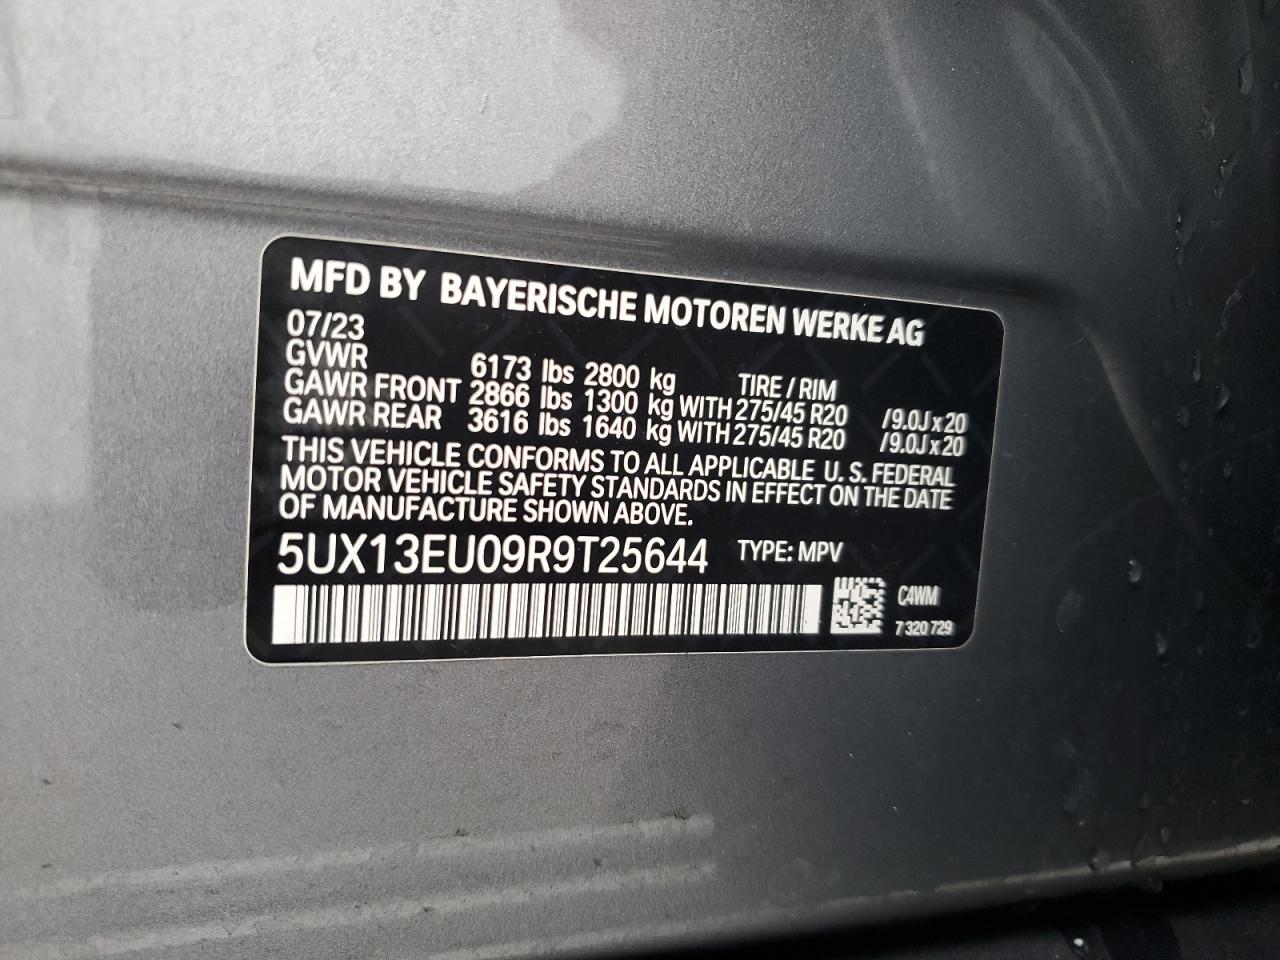 MFD BY BAYERISCHE MOTOREN WERKE AG
07/23
GVWR 6173 lbs 2800 kg TIRE / RIM
GAWR FRONT 2866 lbs 1300 kg WITH 275/45 R20 /9.0J x 20
GAWR REAR 3616 lbs 1640 kg WITH 275/45 R20 /9.0J x 20
THIS VEHICLE CONFORMS TO ALL APPLICABLE U. S. FEDERAL
MOTOR VEHICLE SAFETY STANDARDS IN EFFECT ON THE DATE
OF MANUFACTURE SHOWN ABOVE.
5UX13EU09R9T25644 TYPE: MPV
C4WM
7 320 729